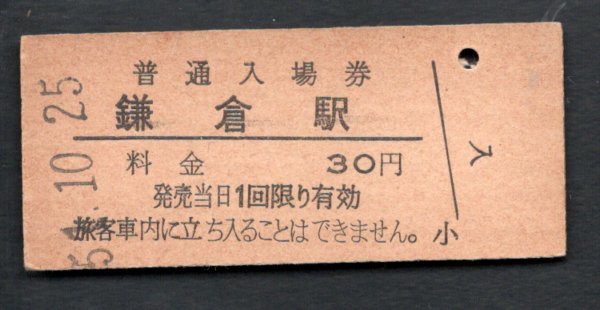 普通入場券
鎌倉駅
料金 30円
発売当日1回限り有効
旅客車内に立ち入ることはできません。
小
入
10.25